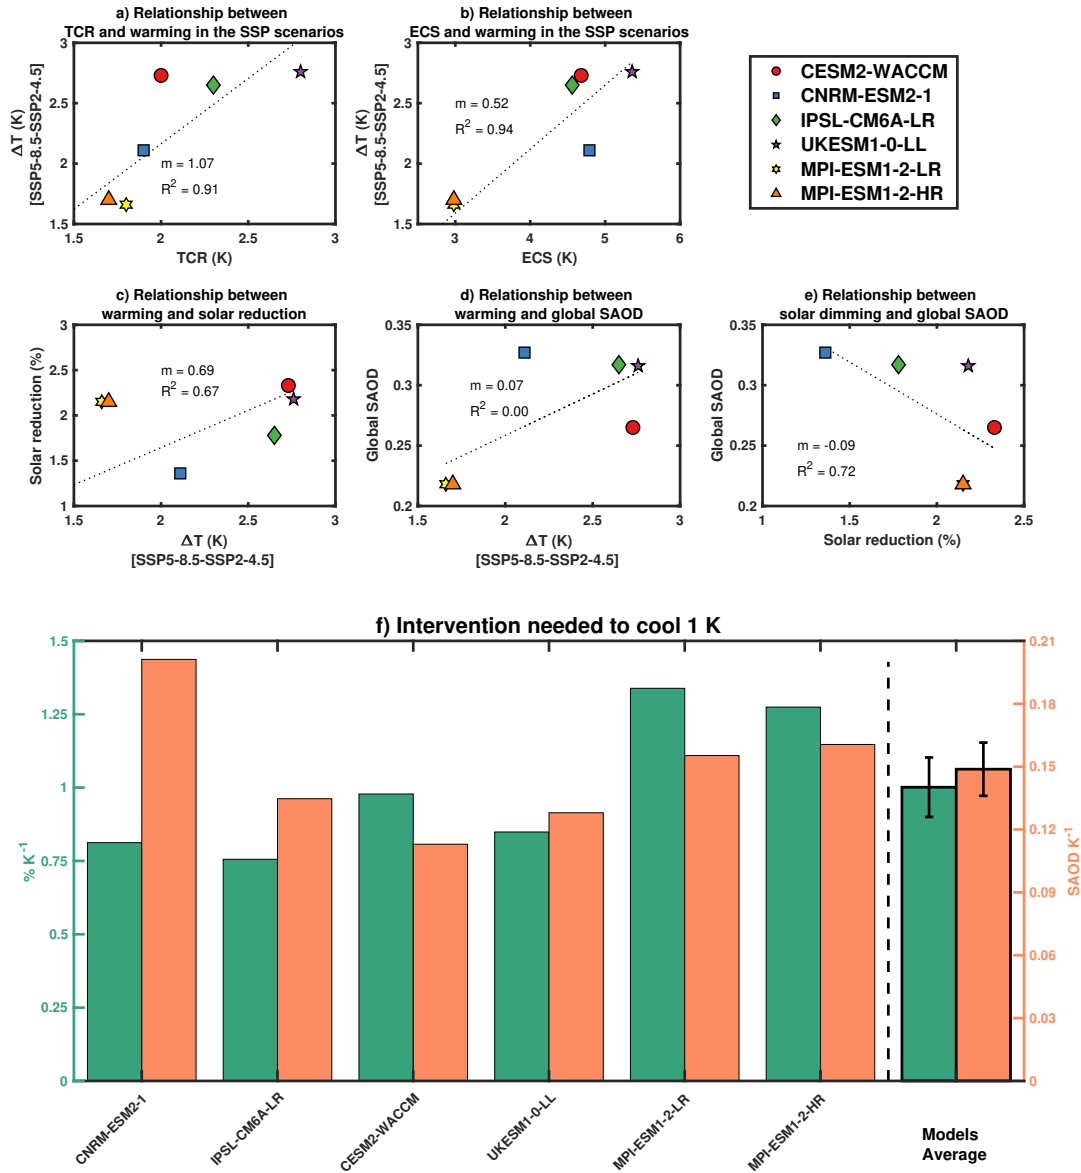 a) Relationship between
TCR and warming in the SSP scenarios
3
2.5
2
1.5
ΔT (K)
[SSP5-8.5-SSP2-4.5]
m = 1.07
R² = 0.91
1.5 2 2.5 3
TCR (K)
b) Relationship between
ECS and warming in the SSP scenarios
3
2.5
2
1.5
ΔT (K)
[SSP5-8.5-SSP2-4.5]
m = 0.52
R² = 0.94
3 4 5 6
ECS (K)
CESM2-WACCM
CNRM-ESM2-1
IPSL-CM6A-LR
UKESM1-0-LL
MPI-ESM1-2-LR
MPI-ESM1-2-HR
c) Relationship between
warming and solar reduction
3
2.5
2
1.5
1
Solar reduction (%)
m = 0.69
R² = 0.67
1.5 2 2.5 3
ΔT (K)
[SSP5-8.5-SSP2-4.5]
d) Relationship between
warming and global SAOD
0.35
0.3
0.25
0.2
Global SAOD
m = 0.07
R² = 0.00
1.5 2 2.5 3
ΔT (K)
[SSP5-8.5-SSP2-4.5]
e) Relationship between
solar dimming and global SAOD
0.35
0.3
0.25
0.2
Global SAOD
m = -0.09
R² = 0.72
1 1.5 2 2.5
Solar reduction (%)
f) Intervention needed to cool 1 K
1.5
1.25
1
0.75
0.5
0.25
0
% K⁻¹
0.21
0.18
0.15
0.12
0.09
0.06
0.03
0
SAOD K⁻¹
CNRM-ESM2-1
IPSL-CM6A-LR
CESM2-WACCM
UKESM1-0-LL
MPI-ESM1-2-LR
MPI-ESM1-2-HR
Models
Average